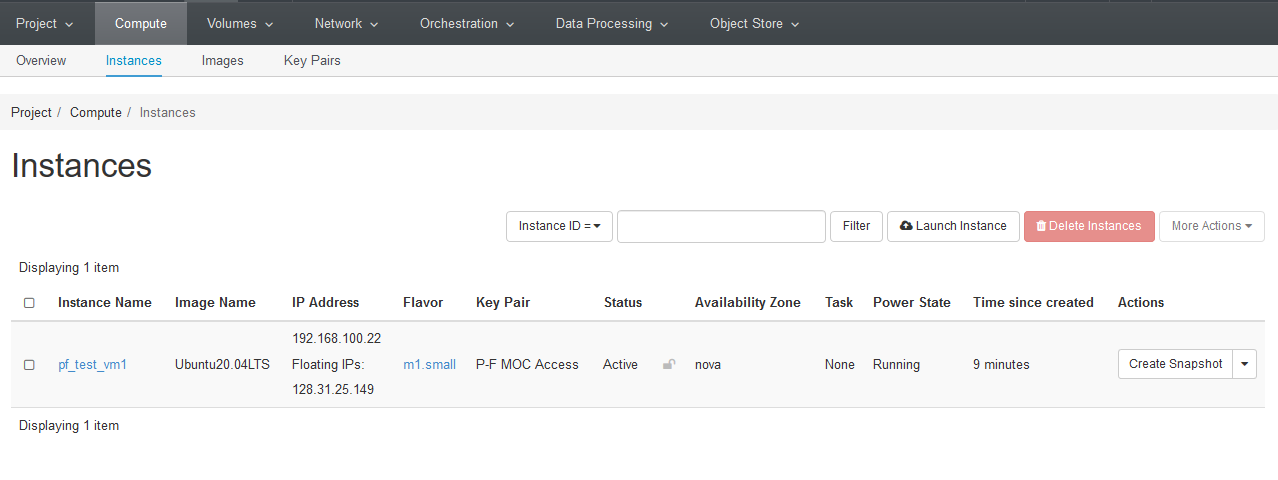 Project Compute Volumes Network Orchestration Data Processing Object Store
Overview Instances Images Key Pairs
Project / Compute / Instances
Instances
Instance ID = Filter Launch Instance Delete Instances More Actions
Displaying 1 item
Instance Name Image Name IP Address Flavor Key Pair Status Availability Zone Task Power State Time since created Actions
192.168.100.22
pf_test_vm1 Ubuntu20.04LTS Floating IPs: m1.small P-F MOC Access Active nova None Running 9 minutes Create Snapshot
128.31.25.149
Displaying 1 item